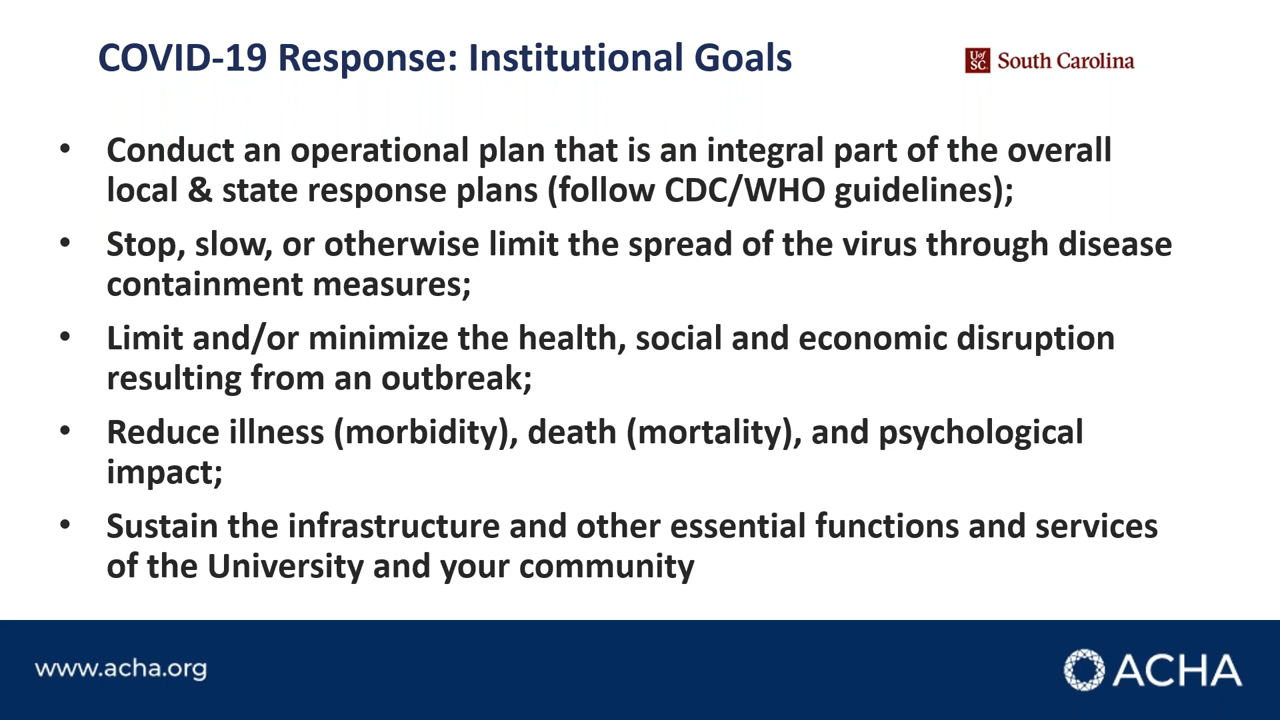 COVID-19 Response: Institutional Goals
U of SC
South Carolina
• Conduct an operational plan that is an integral part of the overall
local & state response plans (follow CDC/WHO guidelines);
• Stop, slow, or otherwise limit the spread of the virus through disease
containment measures;
• Limit and/or minimize the health, social and economic disruption
resulting from an outbreak;
• Reduce illness (morbidity), death (mortality), and psychological
impact;
• Sustain the infrastructure and other essential functions and services
of the University and your community
www.acha.org
ACHA